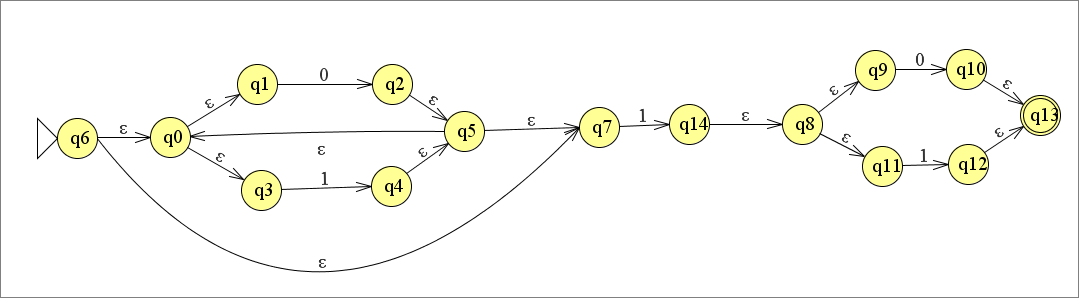 q1 0 q2
q9 0 q10
ε ε
ε ε
q6 ε q0
q5 ε q7 1 q14 ε q8
q13
ε ε
ε ε ε
q3 1 q4
q11 1 q12
ε